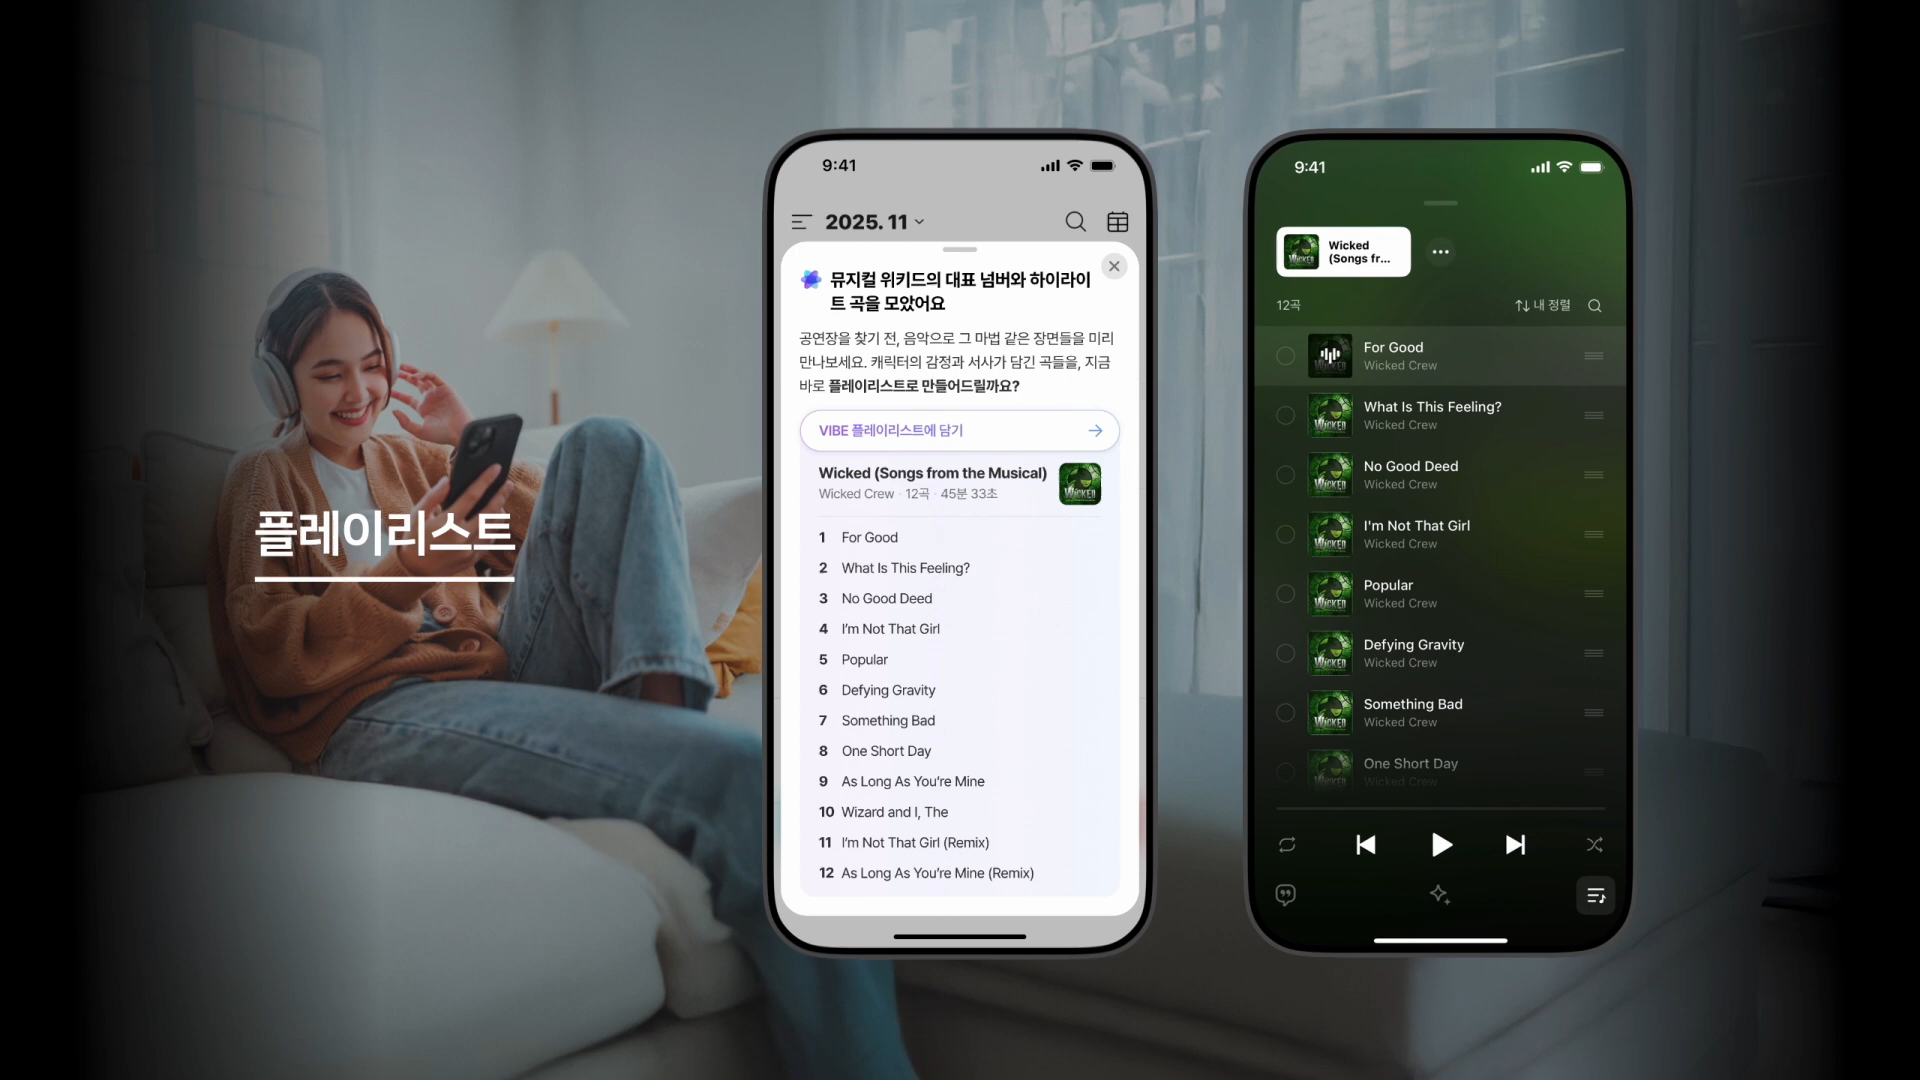 플레이리스트
9:41
2025. 11
뮤지컬 위키드의 대표 넘버와 하이라이
트 곡을 모았어요
공연장을 찾기 전, 음악으로 그 마법 같은 장면들을 미리
만나보세요. 캐릭터의 감정과 서사가 담긴 곡들을, 지금
바로 플레이리스트로 만들어드릴까요?
VIBE 플레이리스트에 담기
Wicked (Songs from the Musical)
Wicked Crew · 12곡 · 45분 33초
WICKED
1 For Good
2 What Is This Feeling?
3 No Good Deed
4 I’m Not That Girl
5 Popular
6 Defying Gravity
7 Something Bad
8 One Short Day
9 As Long As You’re Mine
10 Wizard and I, The
11 I’m Not That Girl (Remix)
12 As Long As You’re Mine (Remix)
9:41
WICKED
Wicked
(Songs fr...
12곡
내 정렬
For Good
Wicked Crew
WICKED
What Is This Feeling?
Wicked Crew
WICKED
No Good Deed
Wicked Crew
WICKED
I'm Not That Girl
Wicked Crew
WICKED
Popular
Wicked Crew
WICKED
Defying Gravity
Wicked Crew
WICKED
Something Bad
Wicked Crew
WICKED
One Short Day
Wicked Crew